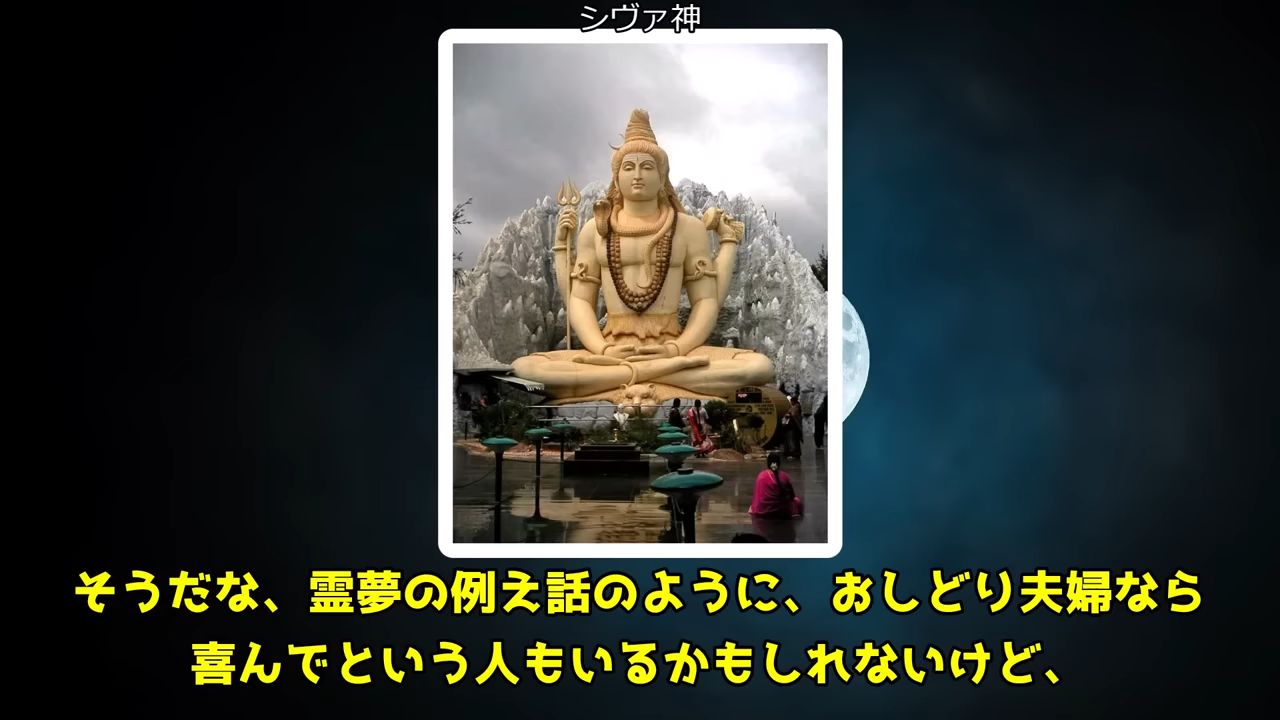 シヴァ神
そうだな、霊夢の例え話のように、おしどり夫婦なら
喜んでという人もいるかもしれないけど、